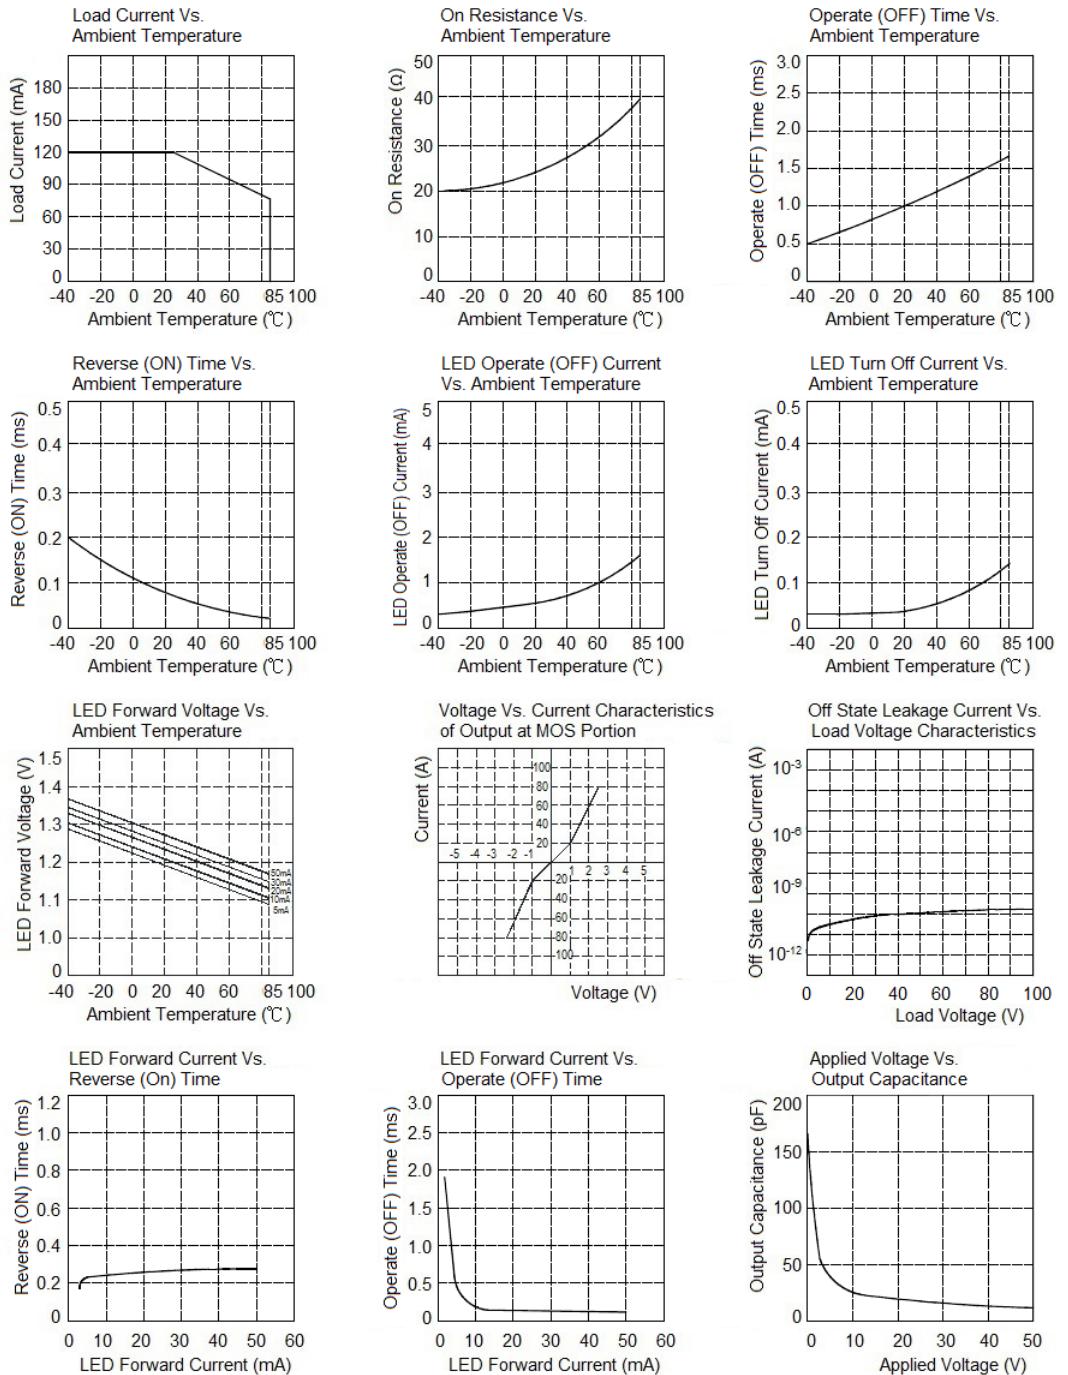 Load Current Vs.
Ambient Temperature
Load Current (mA)
180
150
120
90
60
30
0
-40 -20 0 20 40 60 85 100
Ambient Temperature (℃)
On Resistance Vs.
Ambient Temperature
On Resistance (Ω)
50
40
30
20
10
0
-40 -20 0 20 40 60 85 100
Ambient Temperature (℃)
Operate (OFF) Time Vs.
Ambient Temperature
Operate (OFF) Time (ms)
3.0
2.5
2.0
1.5
1.0
0.5
0
-40 -20 0 20 40 60 85 100
Ambient Temperature (℃)
Reverse (ON) Time Vs.
Ambient Temperature
Reverse (ON) Time (ms)
0.5
0.4
0.3
0.2
0.1
0
-40 -20 0 20 40 60 85 100
Ambient Temperature (℃)
LED Operate (OFF) Current
Vs. Ambient Temperature
LED Operate (OFF) Current (mA)
5
4
3
2
1
0
-40 -20 0 20 40 60 85 100
Ambient Temperature (℃)
LED Turn Off Current Vs.
Ambient Temperature
LED Turn Off Current (mA)
0.5
0.4
0.3
0.2
0.1
0
-40 -20 0 20 40 60 85 100
Ambient Temperature (℃)
LED Forward Voltage Vs.
Ambient Temperature
LED Forward Voltage (V)
1.5
1.4
1.3
1.2
1.1
1.0
0
50mA
30mA
20mA
10mA
5mA
-40 -20 0 20 40 60 85 100
Ambient Temperature (℃)
Voltage Vs. Current Characteristics
of Output at MOS Portion
Current (A)
100
80
60
40
20
-5 -4 -3 -2 -1
1 2 3 4 5
-20
-40
-60
-80
-100
Voltage (V)
Off State Leakage Current Vs.
Load Voltage Characteristics
Off State Leakage Current (A)
10-3
10-6
10-9
10-12
0 20 40 60 80 100
Load Voltage (V)
LED Forward Current Vs.
Reverse (On) Time
Reverse (ON) Time (ms)
1.2
1.0
0.8
0.6
0.4
0.2
0
0 10 20 30 40 50 60
LED Forward Current (mA)
LED Forward Current Vs.
Operate (OFF) Time
Operate (OFF) Time (ms)
3.0
2.5
2.0
1.5
1.0
0.5
0
0 10 20 30 40 50 60
LED Forward Current (mA)
Applied Voltage Vs.
Output Capacitance
Output Capacitance (pF)
200
150
100
50
0
0 10 20 30 40 50
Applied Voltage (V)